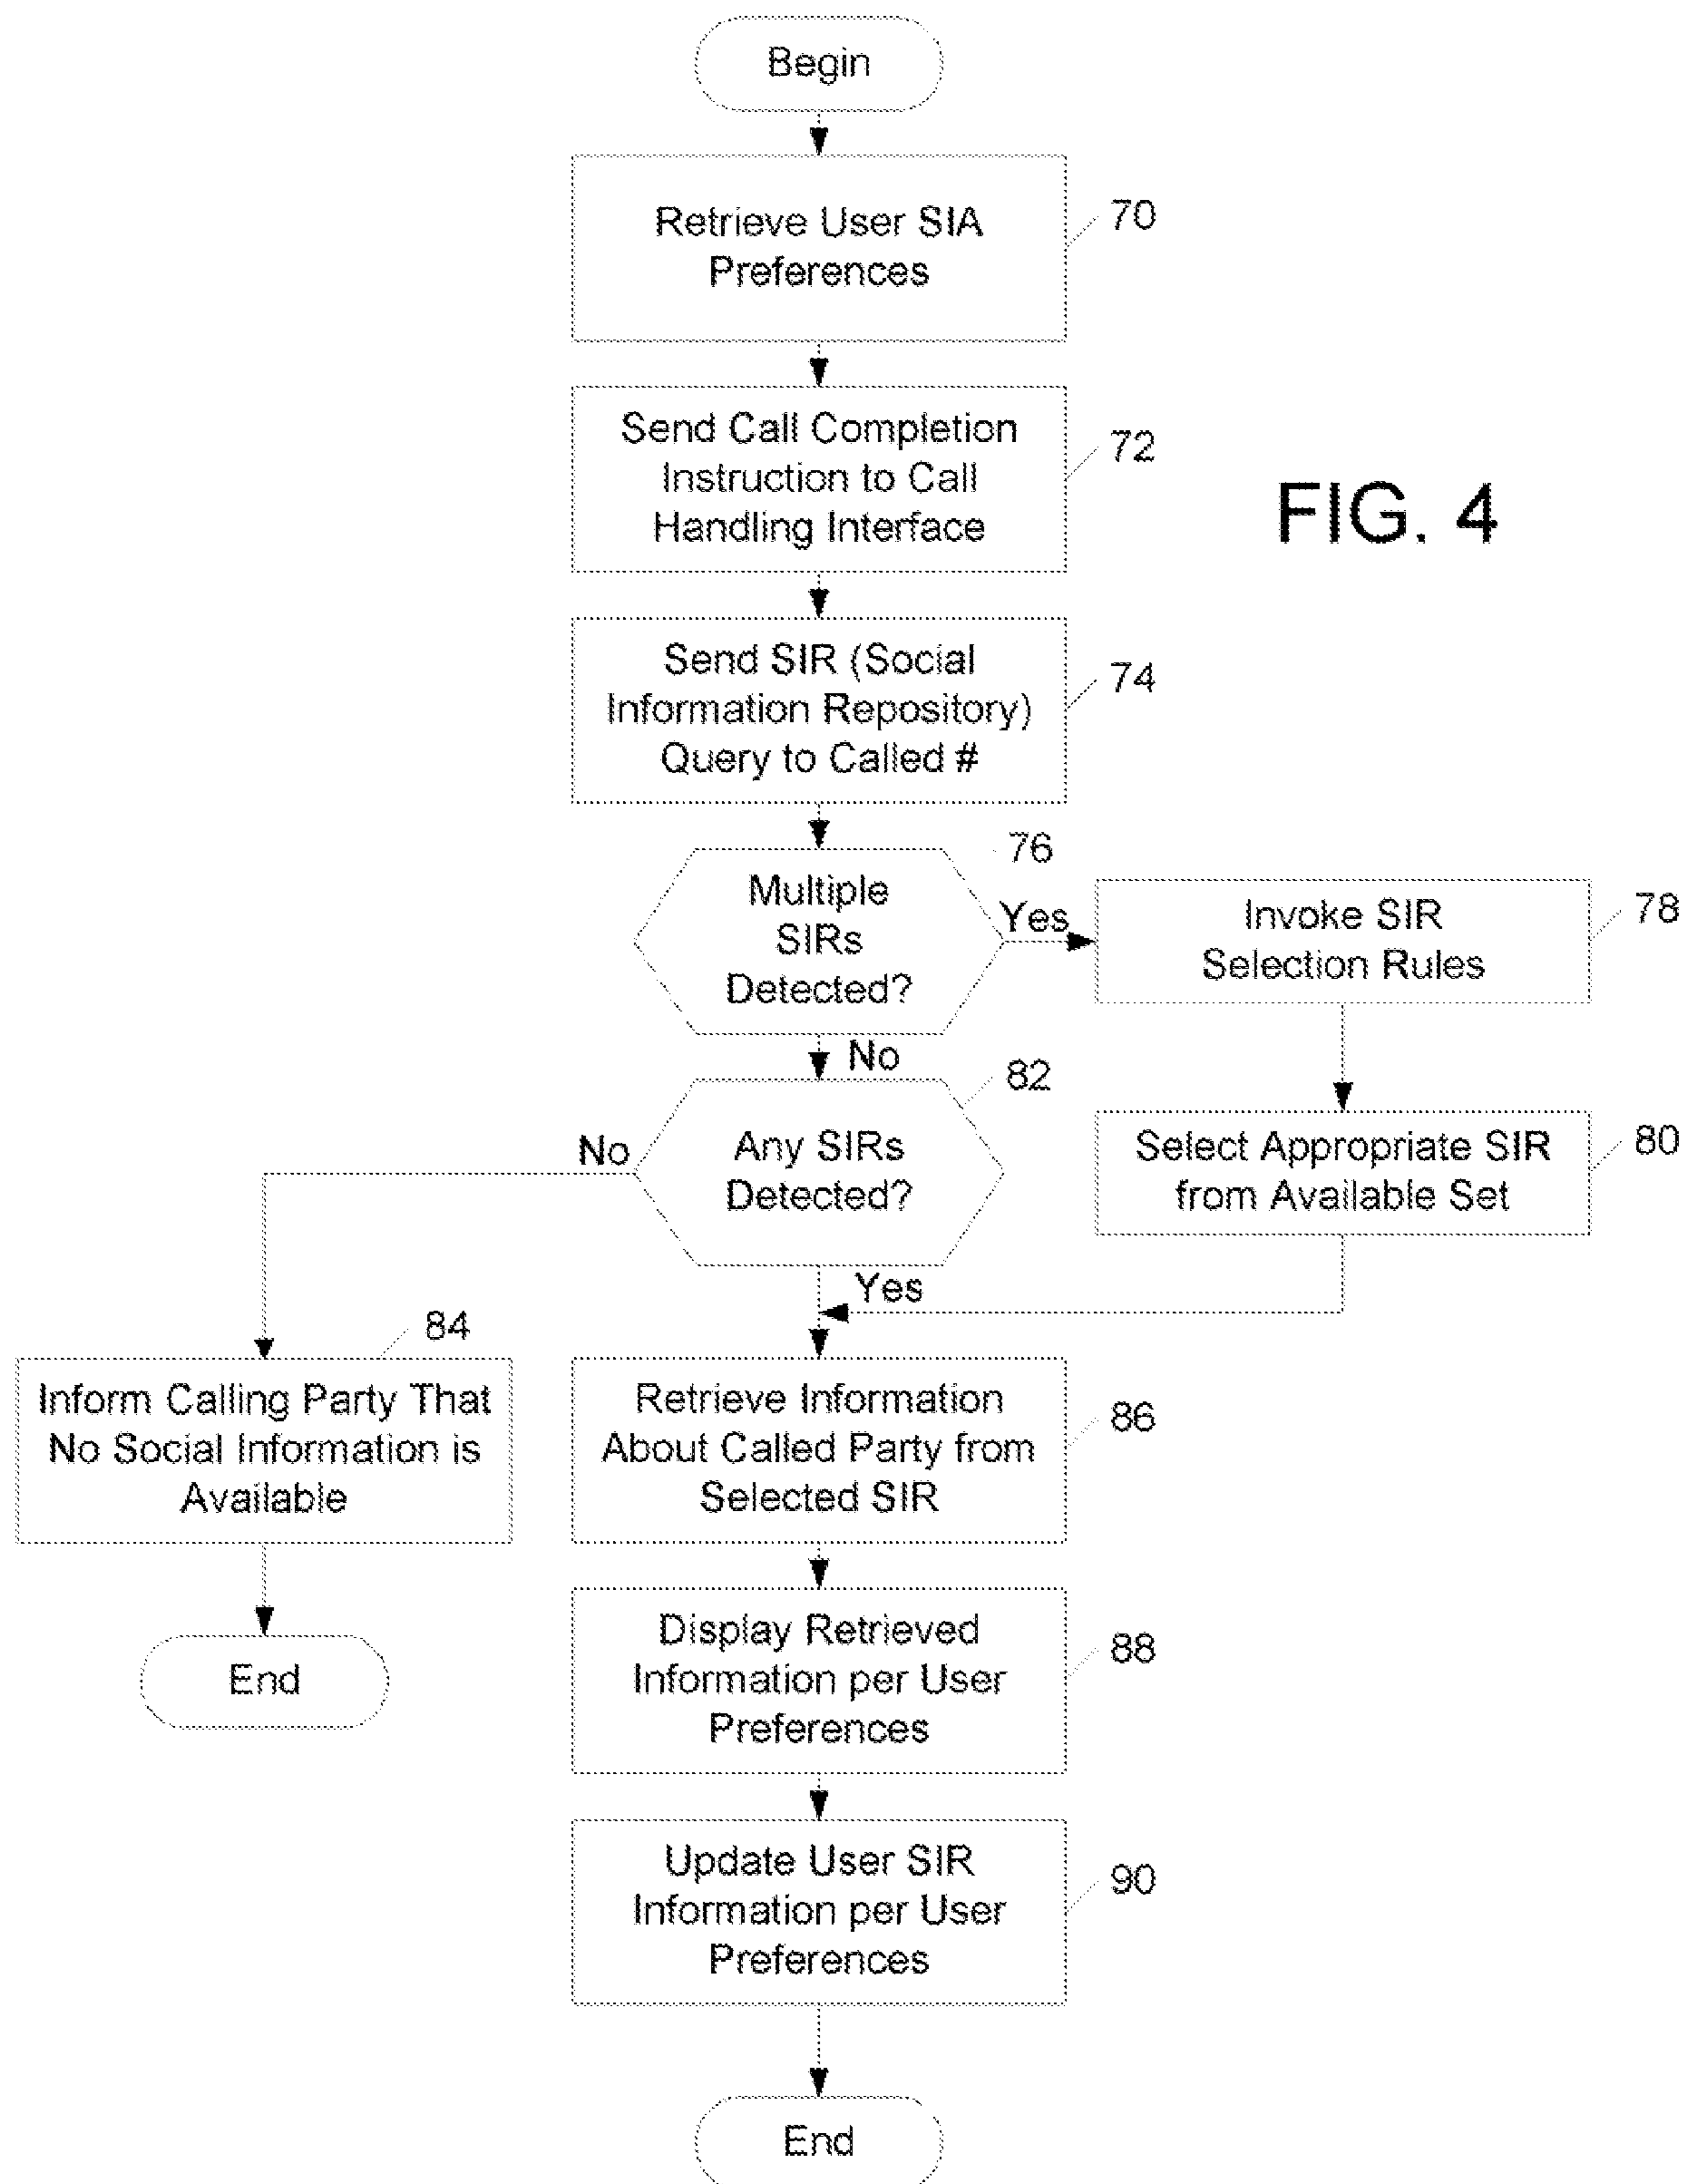 Begin
Retrieve User SIA
Preferences
70
Send Call Completion
Instruction to Call
Handling Interface
72
FIG. 4
Send SIR (Social
Information Repository)
Query to Called #
74
Multiple
SIRs
Detected?
76
Yes
Invoke SIR
Selection Rules
78
No
Any SIRs
Detected?
82
No
Select Appropriate SIR
from Available Set
80
Yes
Inform Calling Party That
No Social Information is
Available
84
Retrieve Information
About Called Party from
Selected SIR
86
End
Display Retrieved
Information per User
Preferences
88
Update User SIR
Information per User
Preferences
90
End